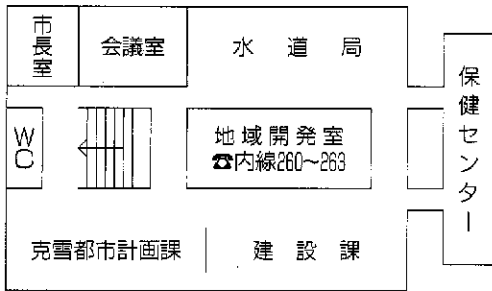 市長室
会議室
水道局
保健センター
WC
地域開発室
☎内線260～263
克雪都市計画課
建設課